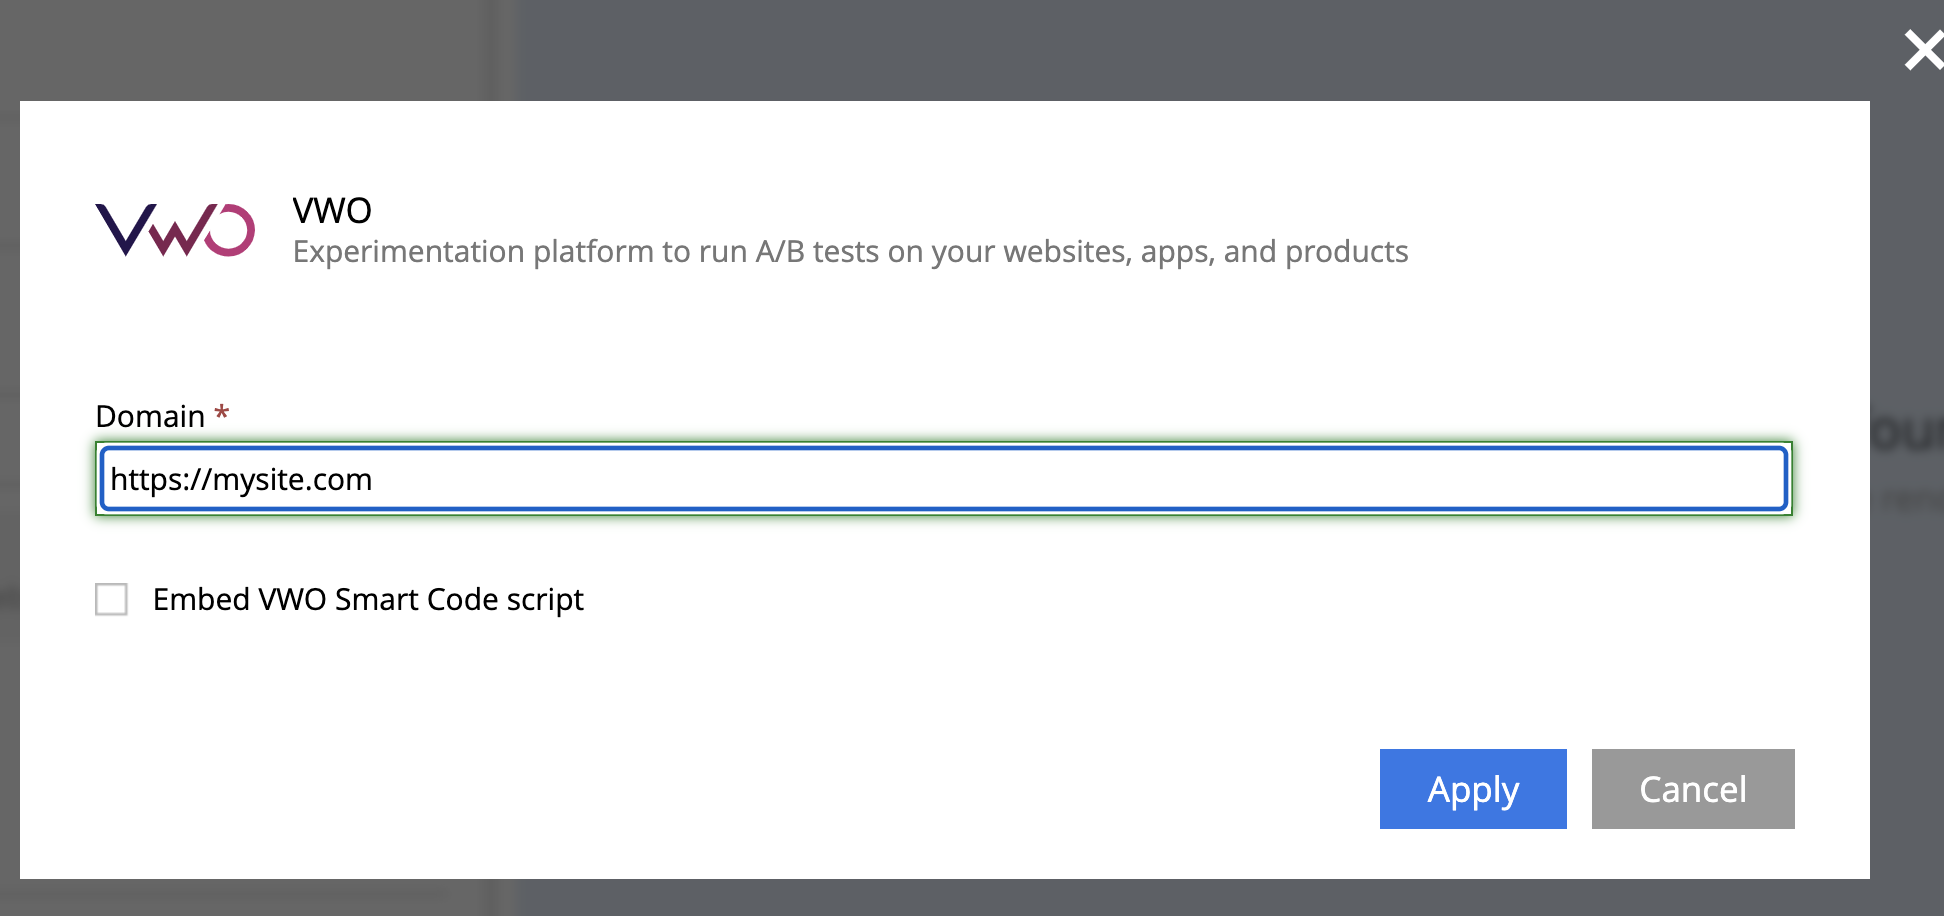 VWO
VWO
Experimentation platform to run A/B tests on your websites, apps, and products
Domain *
https://mysite.com
Embed VWO Smart Code script
Apply
Cancel